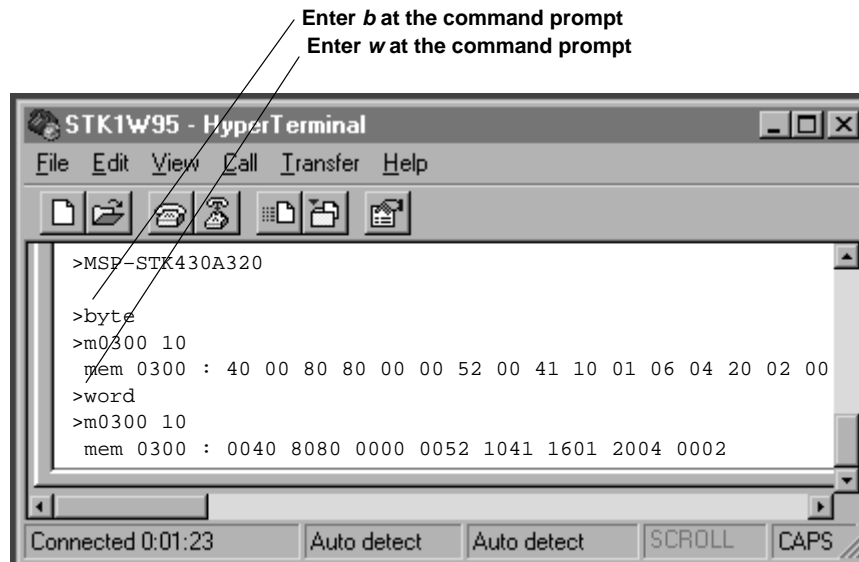 Enter b at the command prompt
Enter w at the command prompt
STK1W95 - HyperTerminal
File Edit View Call Transfer Help
>MSP-STK430A320
>byte
>m0300 10
mem 0300 : 40 00 80 80 00 00 52 00 41 10 01 06 04 20 02 00
>word
>m0300 10
mem 0300 : 0040 8080 0000 0052 1041 1601 2004 0002
Connected 0:01:23 Auto detect Auto detect SCROLL CAPS